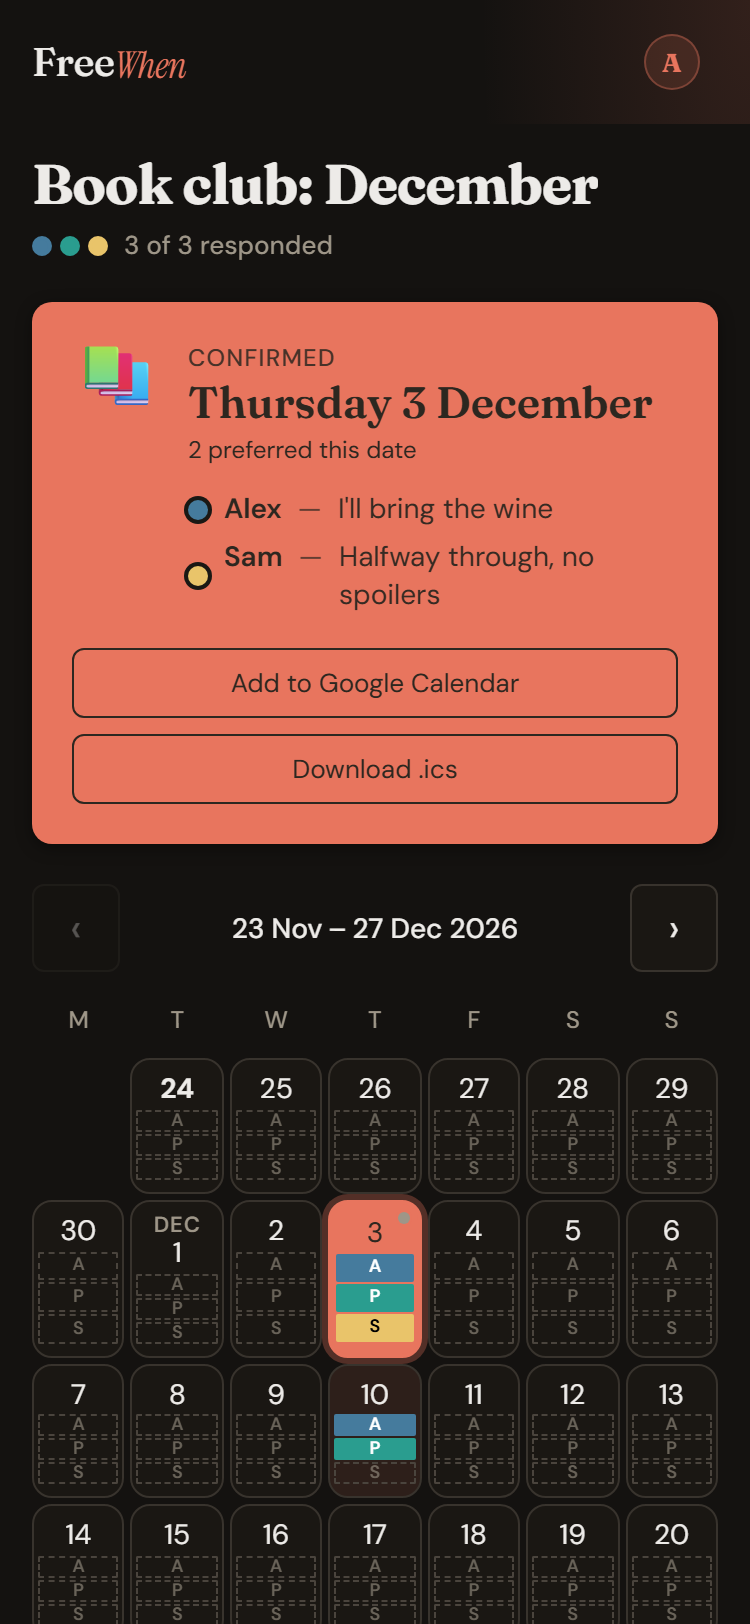 FreeWhen
A
Book club: December
3 of 3 responded
CONFIRMED
Thursday 3 December
2 preferred this date
Alex — I'll bring the wine
Sam — Halfway through, no
spoilers
Add to Google Calendar
Download .ics
‹ 23 Nov – 27 Dec 2026 ›
M T W T F S S
24 25 26 27 28 29
A A A A A A
P P P P P P
S S S S S S
30 DEC 1 2 3 4 5 6
A A A A A A A
P P P P P P P
S S S S S S S
7 8 9 10 11 12 13
A A A A A A A
P P P P P P P
S S S S S S S
14 15 16 17 18 19 20
A A A A A A A
P P P P P P P
S S S S S S S